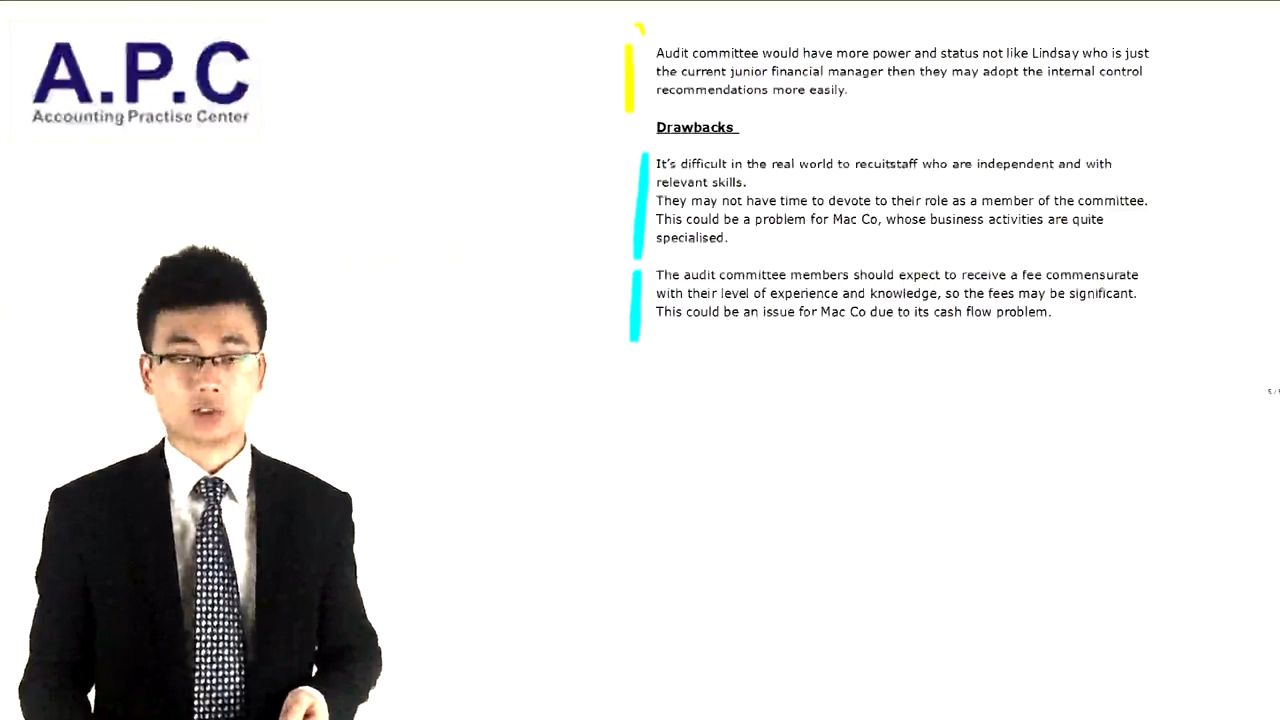 A.P.C
Accounting Practise Center
Audit committee would have more power and status not like Lindsay who is just
the current junior financial manager then they may adopt the internal control
recommendations more easily.
Drawbacks
It's difficult in the real world to recuitstaff who are independent and with
relevant skills.
They may not have time to devote to their role as a member of the committee.
This could be a problem for Mac Co, whose business activities are quite
specialised.
The audit committee members should expect to receive a fee commensurate
with their level of experience and knowledge, so the fees may be significant.
This could be an issue for Mac Co due to its cash flow problem.